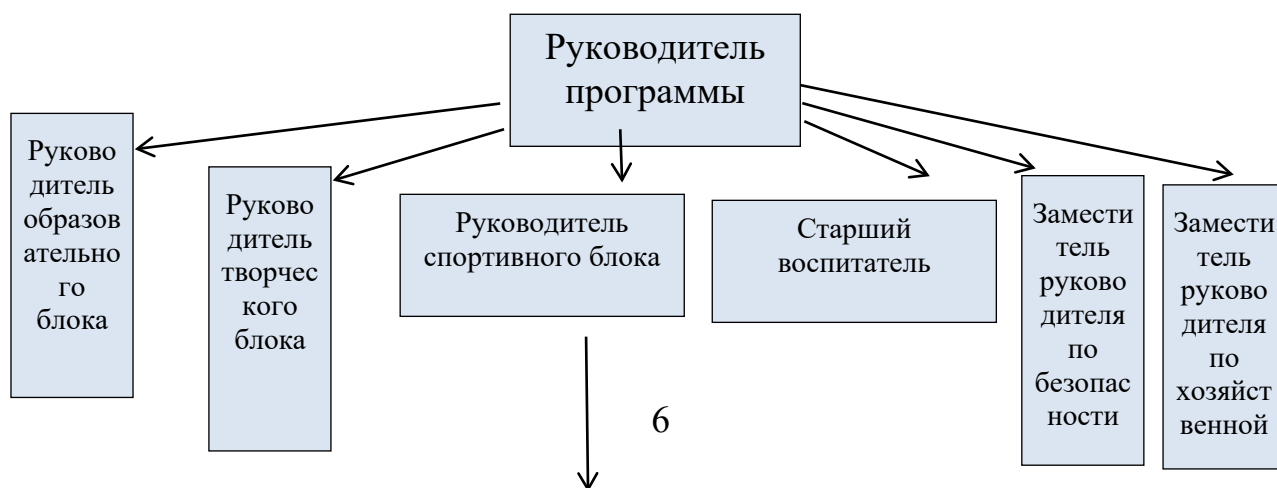 Руководитель
программы
Руково
дитель
образов
ательно
го
блока
Руково
дитель
творчес
кого
блока
Руководитель
спортивного блока
Старший
воспитатель
Замести
тель
руково
дителя
по
безопас
ности
Замести
тель
руково
дителя
по
хозяйст
венной
6